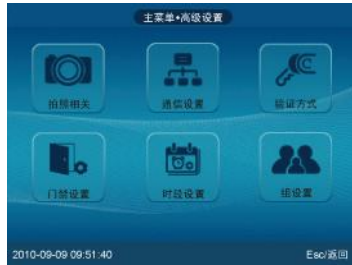 主菜单•高级设置
拍照相关
通信设置
验证方式
门禁设置
时段设置
组设置
2010-09-09 09:51:40
Esc/返回